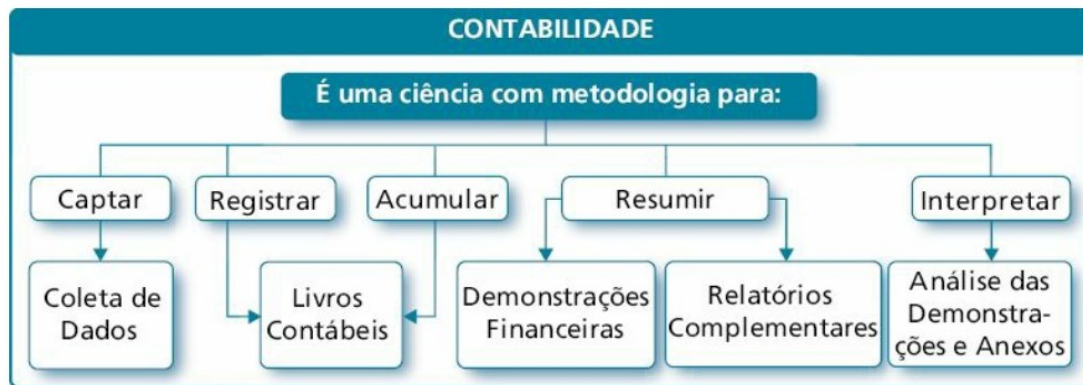 CONTABILIDADE
É uma ciência com metodologia para:
Captar
Registrar
Acumular
Resumir
Interpretar
Coleta de
Dados
Livros
Contábeis
Demonstrações
Financeiras
Relatórios
Complementares
Análise das
Demonstra-
ções e Anexos